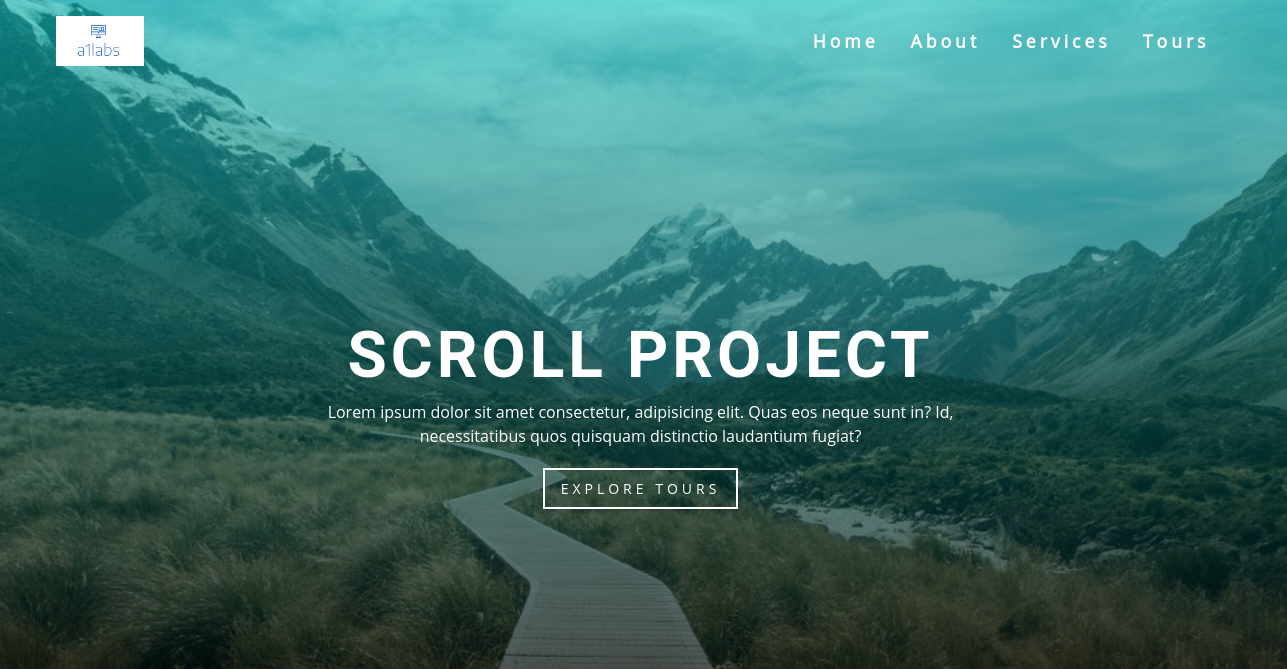 a1labs
Home About Services Tours
SCROLL PROJECT
Lorem ipsum dolor sit amet consectetur, adipisicing elit. Quas eos neque sunt in? Id,
necessitatibus quos quisquam distinctio laudantium fugiat?
EXPLORE TOURS